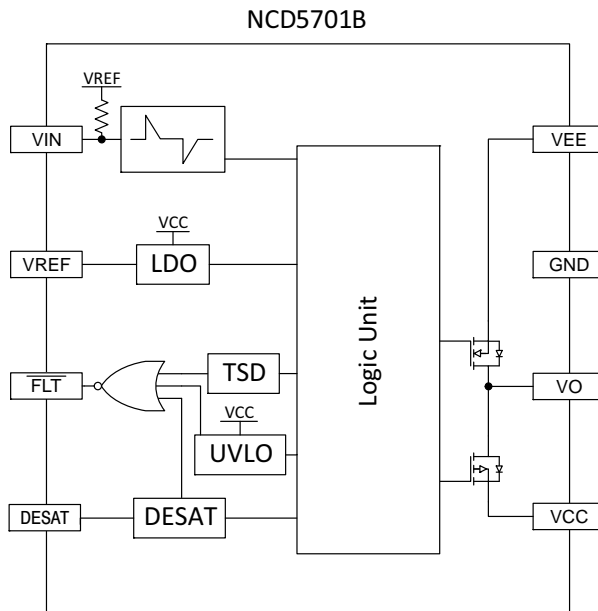 NCD5701B
VREF
VIN
VEE
VCC
VREF
LDO
GND
Logic Unit
FLT
TSD
VO
VCC
UVLO
DESAT
DESAT
VCC